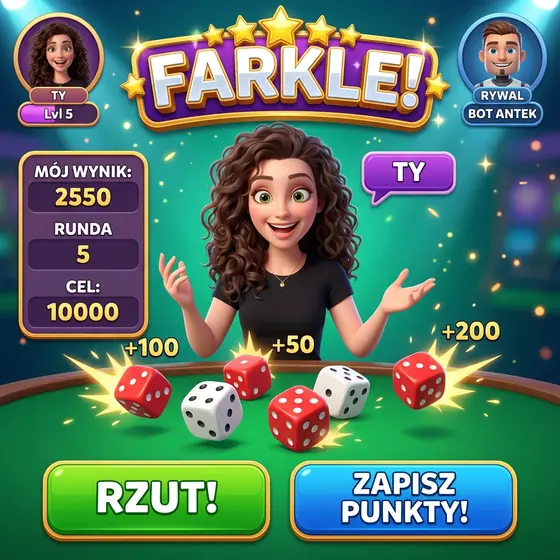 FARKLE!
TY
Lvl 5
RYWAL
BOT ANTEK
MÓJ WYNIK:
2550
RUNDA
5
CEL:
10000
TY
+100
+50
+200
RZUT!
ZAPISZ
PUNKTY!